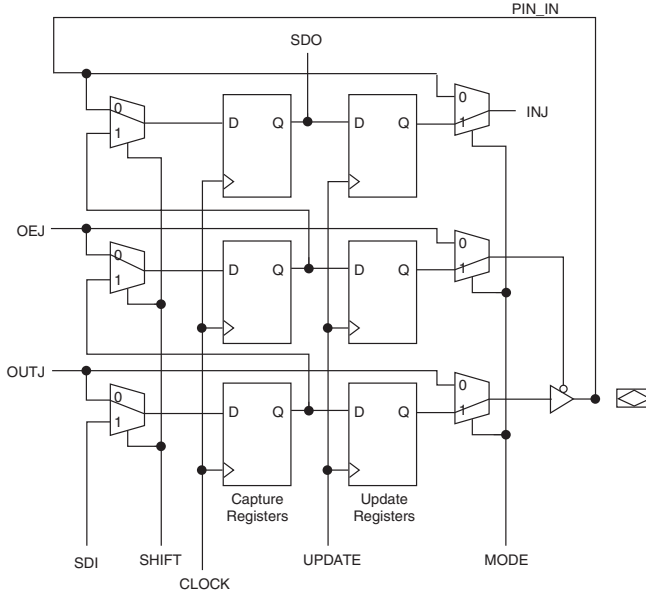 PIN_IN
SDO
0
1
D Q
D Q
0
1
INJ
OEJ
0
1
D Q
D Q
0
1
OUTJ
0
1
D Q
D Q
0
1
Capture
Registers
Update
Registers
SDI
SHIFT
CLOCK
UPDATE
MODE